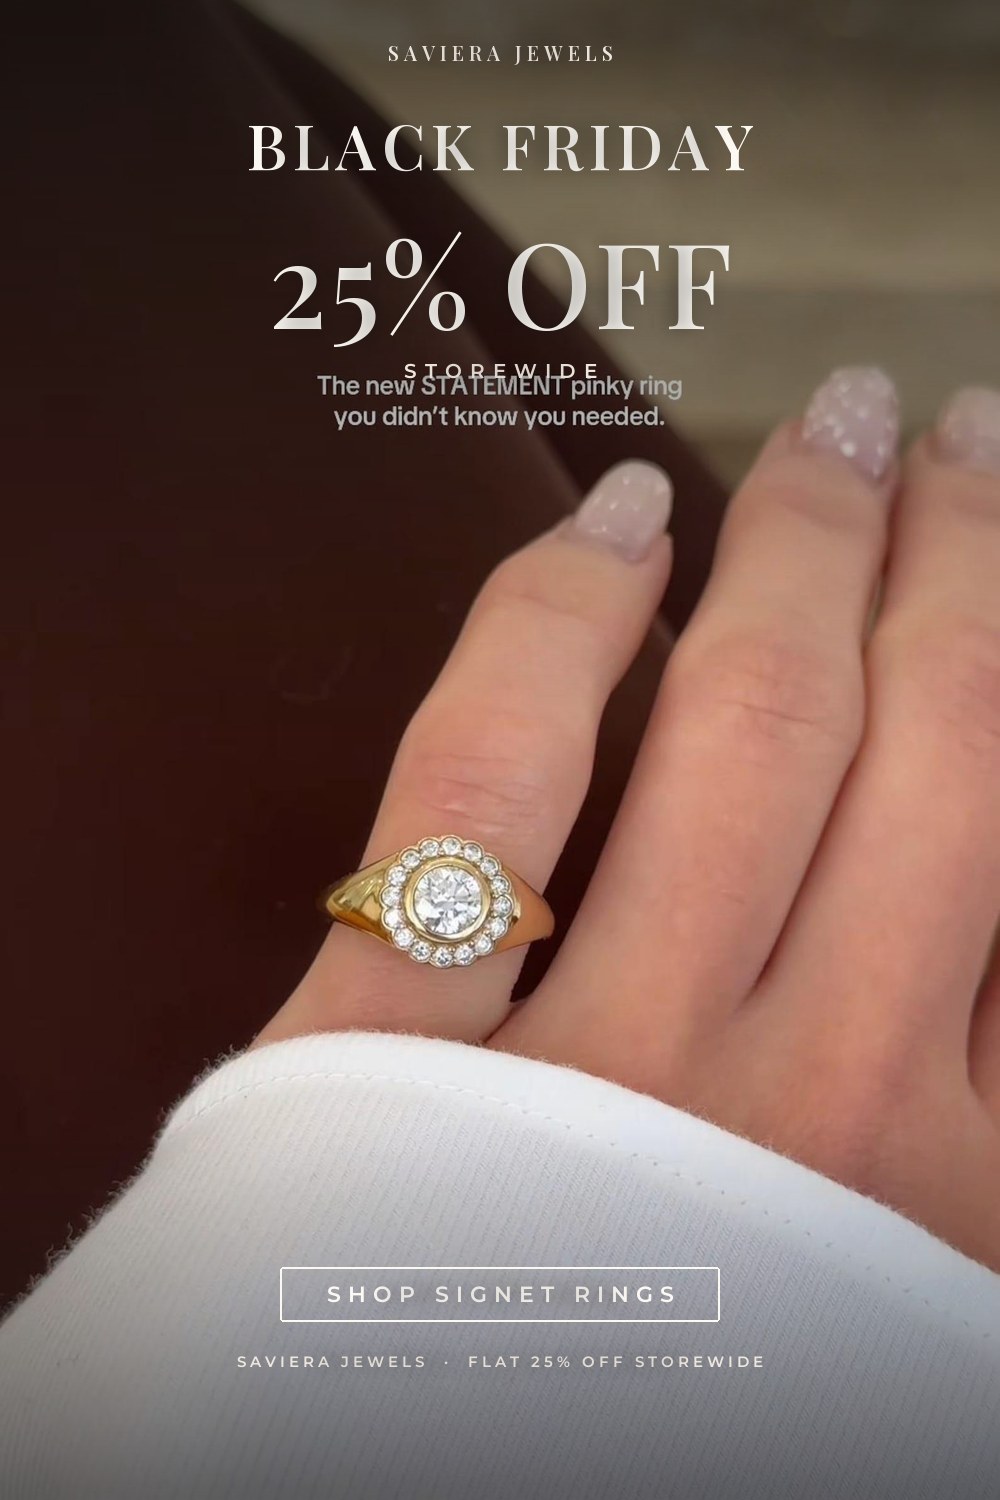 SAVIERA JEWELS
BLACK FRIDAY
25% OFF
STOREWIDE
The new STATEMENT pinky ring
you didn’t know you needed.
SHOP SIGNET RINGS
SAVIERA JEWELS · FLAT 25% OFF STOREWIDE